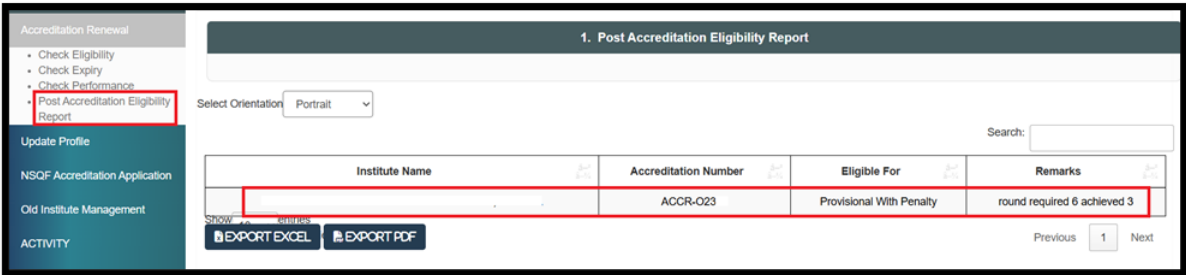 Accreditation Renewal
Check Eligibility
Check Expiry
Check Performance
Post Accreditation Eligibility
Report
Update Profile
NSQF Accreditation Application
Old Institute Management
ACTIVITY
1. Post Accreditation Eligibility Report
Select Orientation Portrait
Search:
Institute Name Accreditation Number Eligible For Remarks
ACCR-O23 Provisional With Penalty round required 6 achieved 3
Show entries
EXPORT EXCEL EXPORT PDF
Previous 1 Next